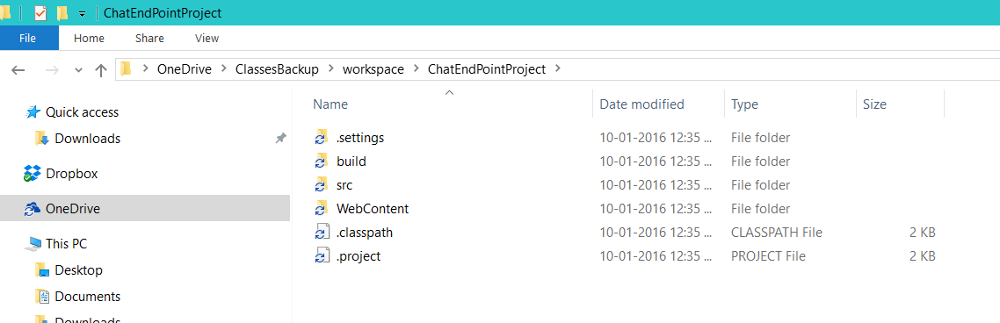 ChatEndPointProject
File Home Share View
OneDrive ClassesBackup workspace ChatEndPointProject
Name Date modified Type Size
Quick access
Downloads
Dropbox
OneDrive
This PC
Desktop
Documents
Downloads
.settings 10-01-2016 12:35 ... File folder
build 10-01-2016 12:35 ... File folder
src 10-01-2016 12:35 ... File folder
WebContent 10-01-2016 12:35 ... File folder
.classpath 10-01-2016 12:35 ... CLASSPATH File 2 KB
.project 10-01-2016 12:35 ... PROJECT File 2 KB